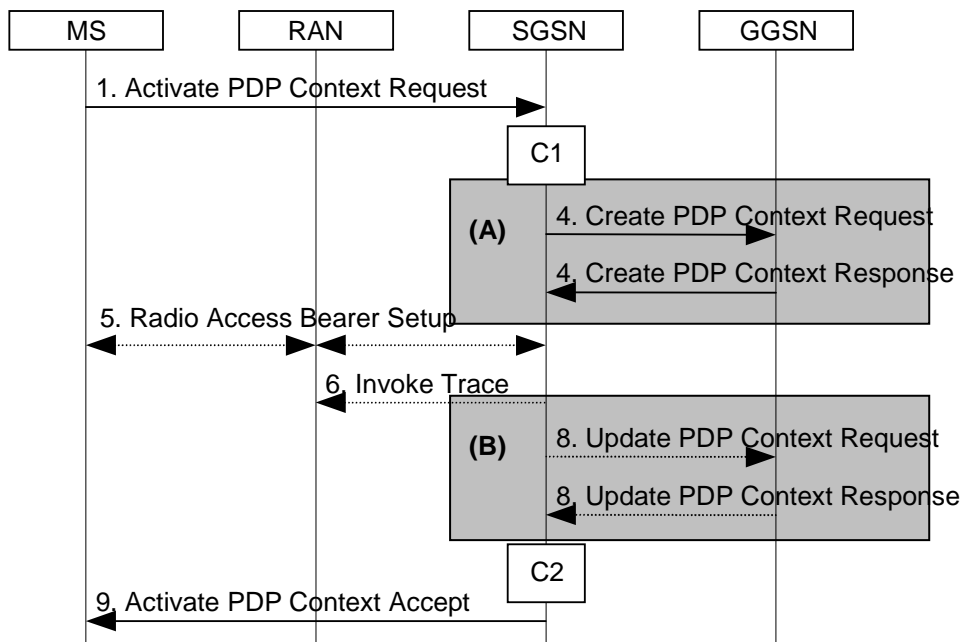 MS RAN SGSN GGSN
1. Activate PDP Context Request
C1
(A)
4. Create PDP Context Request
4. Create PDP Context Response
5. Radio Access Bearer Setup
6. Invoke Trace
(B)
8. Update PDP Context Request
8. Update PDP Context Response
C2
9. Activate PDP Context Accept